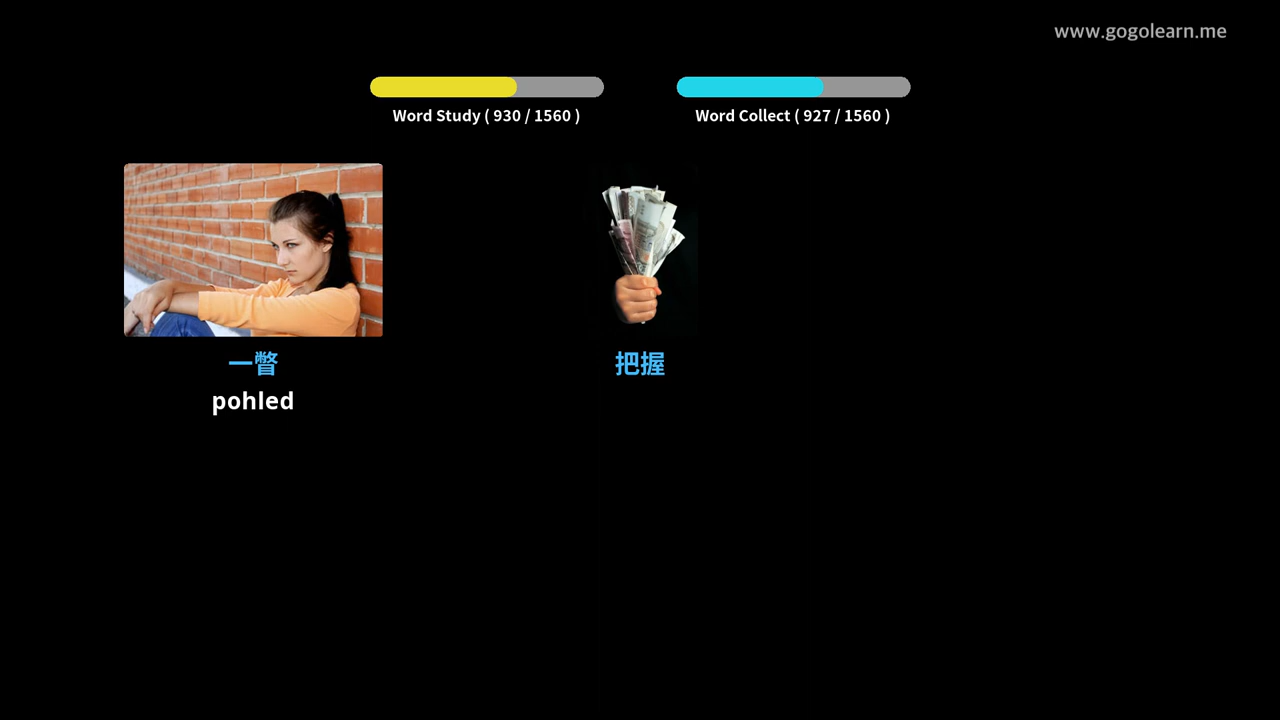 www.gogolearn.me
Word Study ( 930 / 1560 )
Word Collect ( 927 / 1560 )
一瞥
pohled
把握